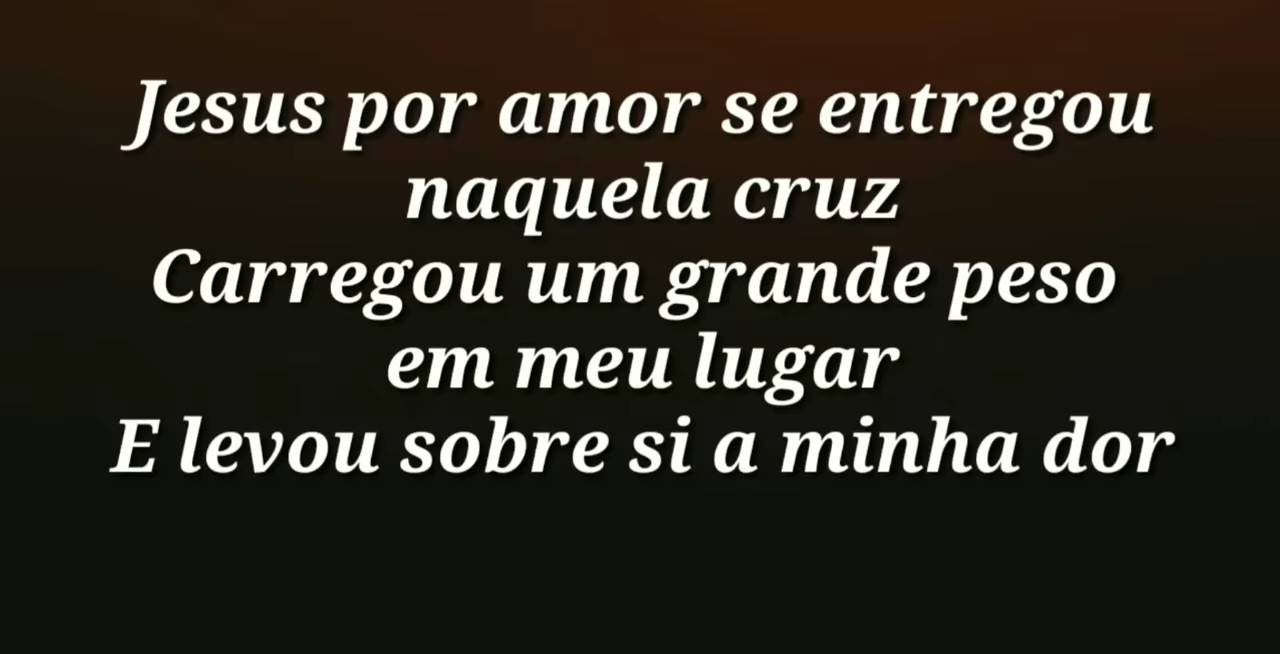 Jesus por amor se entregou
naquela cruz
Carregou um grande peso
em meu lugar
E levou sobre si a minha dor